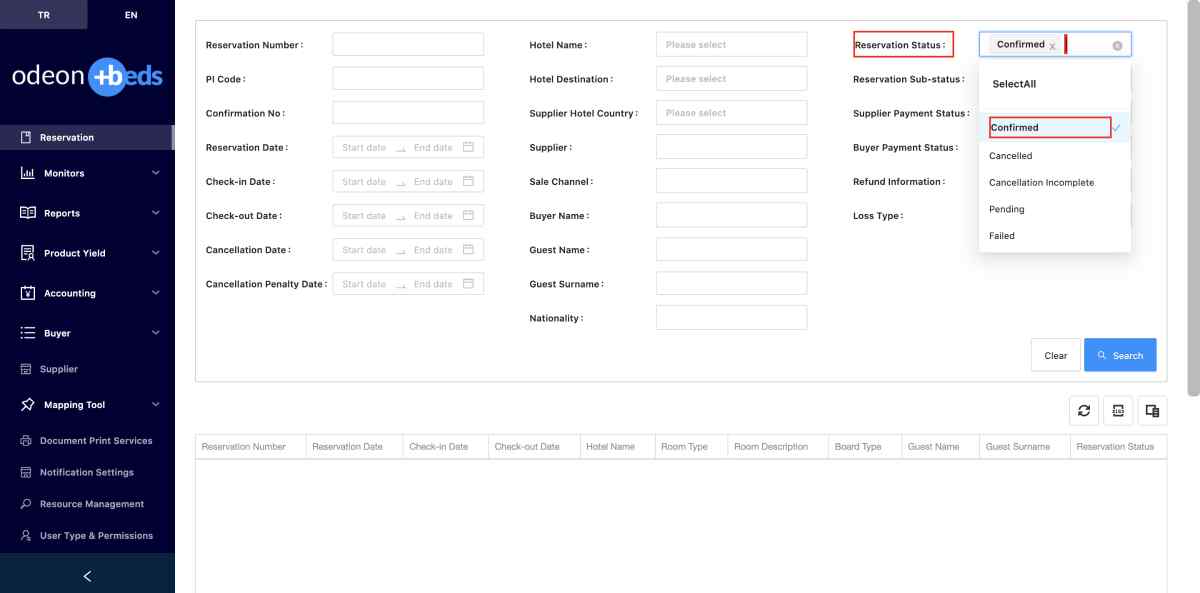 TR EN
odeon +beds
Reservation
Monitors
Reports
Product Yield
Accounting
Buyer
Supplier
Mapping Tool
Document Print Services
Notification Settings
Resource Management
User Type & Permissions
Reservation Number :
PI Code :
Confirmation No :
Reservation Date : Start date End date
Check-in Date : Start date End date
Check-out Date : Start date End date
Cancellation Date : Start date End date
Cancellation Penalty Date : Start date End date
Hotel Name : Please select
Hotel Destination : Please select
Supplier Hotel Country : Please select
Supplier :
Sale Channel :
Buyer Name :
Guest Name :
Guest Surname :
Nationality :
Reservation Status : Confirmed x
Reservation Sub-status :
Supplier Payment Status :
Buyer Payment Status :
Refund Information :
Loss Type :
SelectAll
Confirmed
Cancelled
Cancellation Incomplete
Pending
Failed
Clear Search
Reservation Number Reservation Date Check-in Date Check-out Date Hotel Name Room Type Room Description Board Type Guest Name Guest Surname Reservation Status